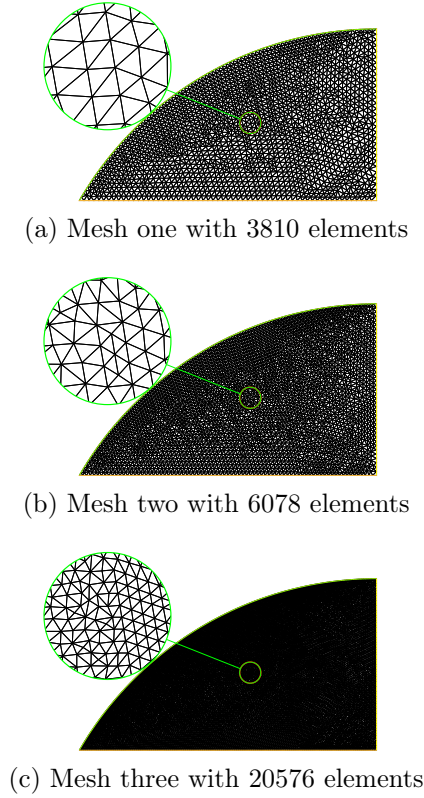 (a) Mesh one with 3810 elements
(b) Mesh two with 6078 elements
(c) Mesh three with 20576 elements